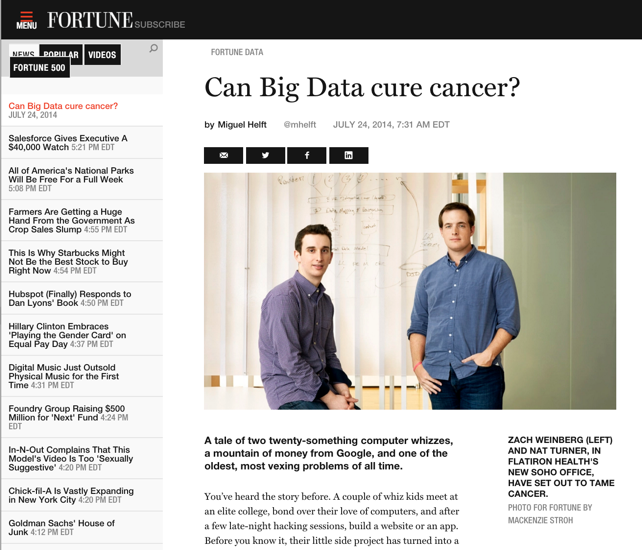 MENU
FORTUNE
SUBSCRIBE
NEWS
POPULAR
VIDEOS
FORTUNE 500
Can Big Data cure cancer?
JULY 24, 2014
Salesforce Gives Executive A
$40,000 Watch 5:21 PM EDT
All of America's National Parks
Will Be Free For a Full Week
5:08 PM EDT
Farmers Are Getting a Huge
Hand From the Government As
Crop Sales Slump 4:55 PM EDT
This Is Why Starbucks Might
Not Be the Best Stock to Buy
Right Now 4:54 PM EDT
Hubspot (Finally) Responds to
Dan Lyons' Book 4:50 PM EDT
Hillary Clinton Embraces
'Playing the Gender Card' on
Equal Pay Day 4:37 PM EDT
Digital Music Just Outsold
Physical Music for the First
Time 4:31 PM EDT
Foundry Group Raising $500
Million for 'Next' Fund 4:24 PM
EDT
In-N-Out Complains That This
Model's Video Is Too 'Sexually
Suggestive' 4:20 PM EDT
Chick-fil-A Is Vastly Expanding
in New York City 4:20 PM EDT
Goldman Sachs' House of
Junk 4:12 PM EDT
FORTUNE DATA
Can Big Data cure cancer?
by Miguel Helft @mhelft JULY 24, 2014, 7:31 AM EDT
A tale of two twenty-something computer whizzes,
a mountain of money from Google, and one of the
oldest, most vexing problems of all time.
You've heard the story before. A couple of whiz kids meet at
an elite college, bond over their love of computers, and after
a few late-night hacking sessions, build a website or an app.
Before you know it, their little side project has turned into a
ZACH WEINBERG (LEFT)
AND NAT TURNER, IN
FLATIRON HEALTH'S
NEW SOHO OFFICE,
HAVE SET OUT TO TAME
CANCER.
PHOTO FOR FORTUNE BY
MACKENZIE STROH